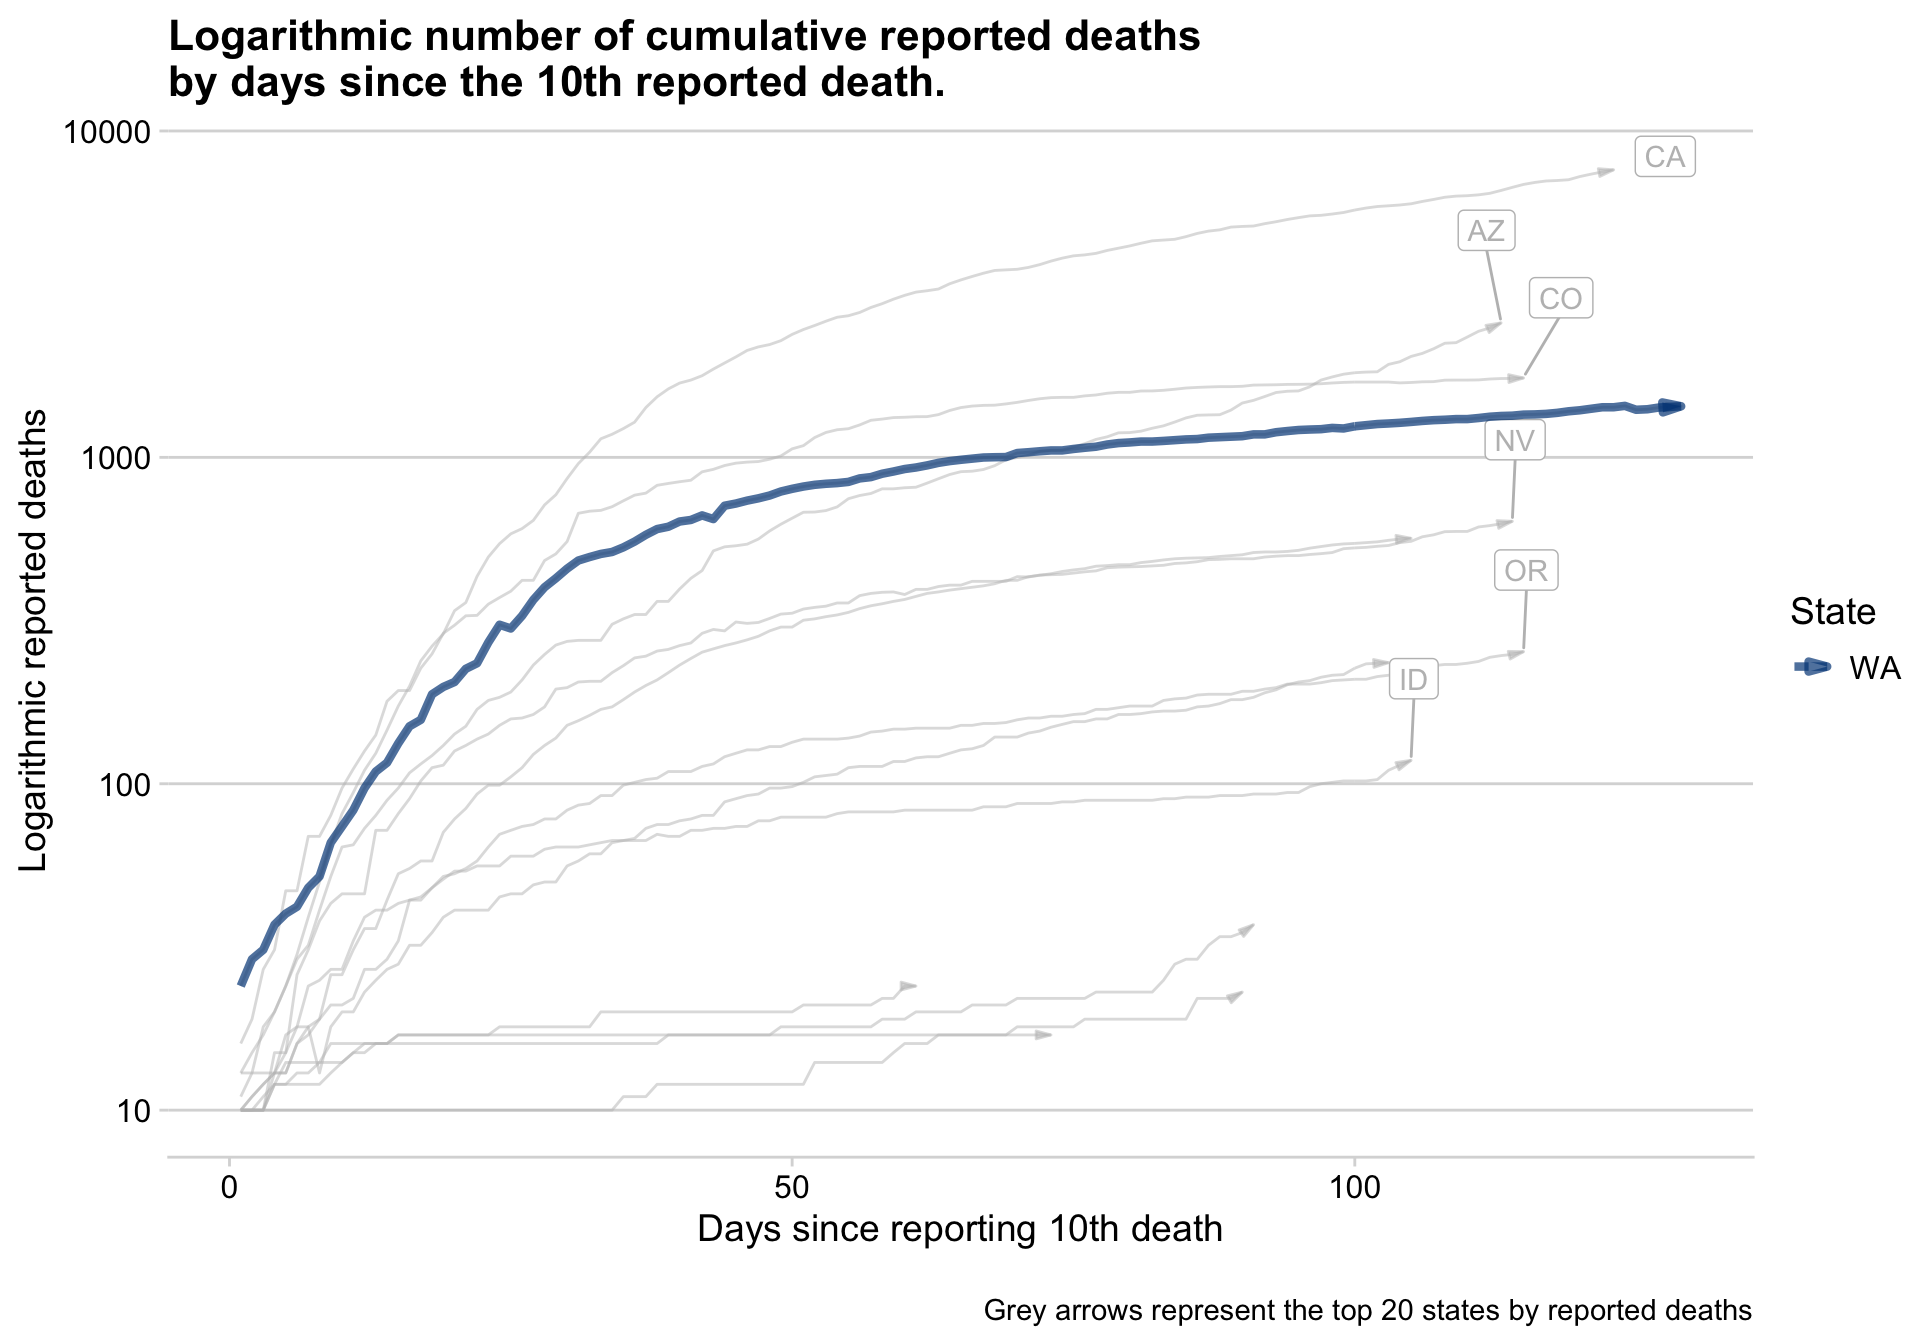 Logarithmic number of cumulative reported deaths
by days since the 10th reported death.
10000
1000
100
10
Logarithmic reported deaths
CA
AZ
CO
NV
OR
ID
State
WA
0
50
100
Days since reporting 10th death
Grey arrows represent the top 20 states by reported deaths